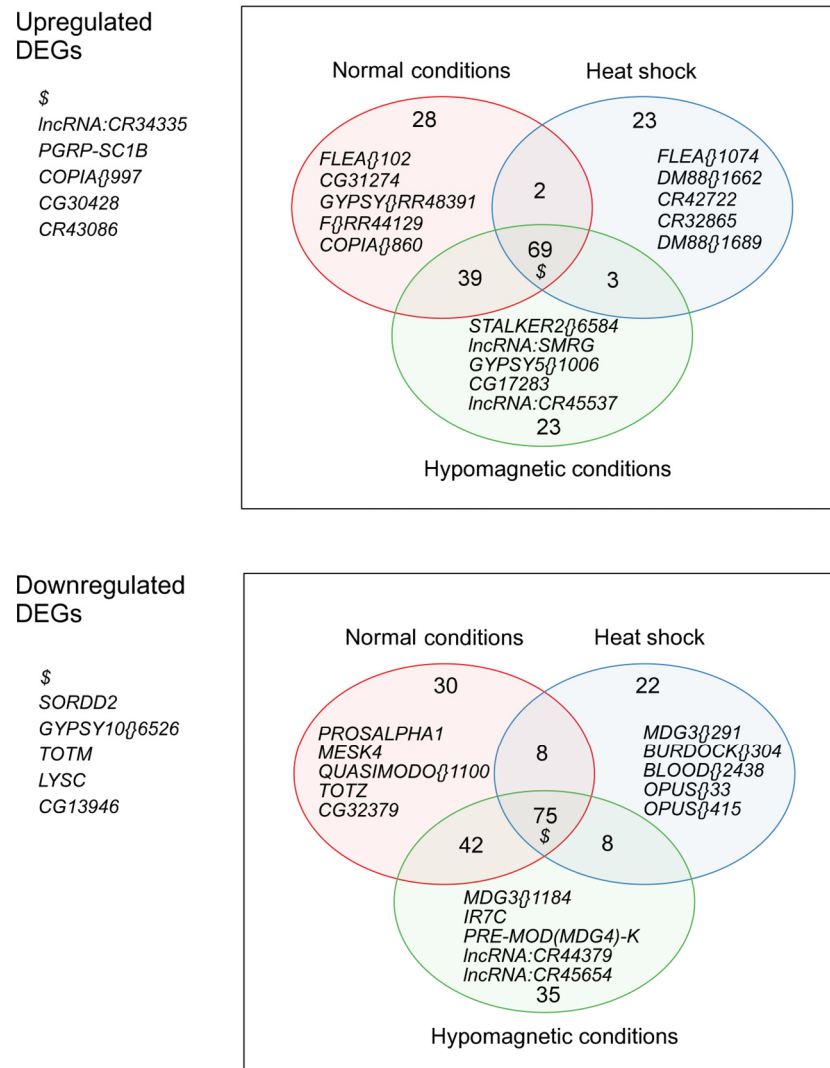 Upregulated
DEGs
$
lncRNA:CR34335
PGRP-SC1B
COPIA{}997
CG30428
CR43086
Normal conditions
Heat shock
28
23
FLEA{}102
CG31274
GYPSY{}RR48391
F{}RR44129
COPIA{}860
2
FLEA{}1074
DM88{}1662
CR42722
CR32865
DM88{}1689
69
$
39
3
STALKER2{}6584
lncRNA:SMRG
GYPSY5{}1006
CG17283
lncRNA:CR45537
23
Hypomagnetic conditions
Downregulated
DEGs
$
SORDD2
GYPSY10{}6526
TOTM
LYSC
CG13946
Normal conditions
Heat shock
30
22
PROSALPHA1
MESK4
QUASIMODO{}1100
TOTZ
CG32379
8
MDG3{}291
BURDOCK{}304
BLOOD{}2438
OPUS{}33
OPUS{}415
75
$
42
8
MDG3{}1184
IR7C
PRE-MOD(MDG4)-K
lncRNA:CR44379
lncRNA:CR45654
35
Hypomagnetic conditions